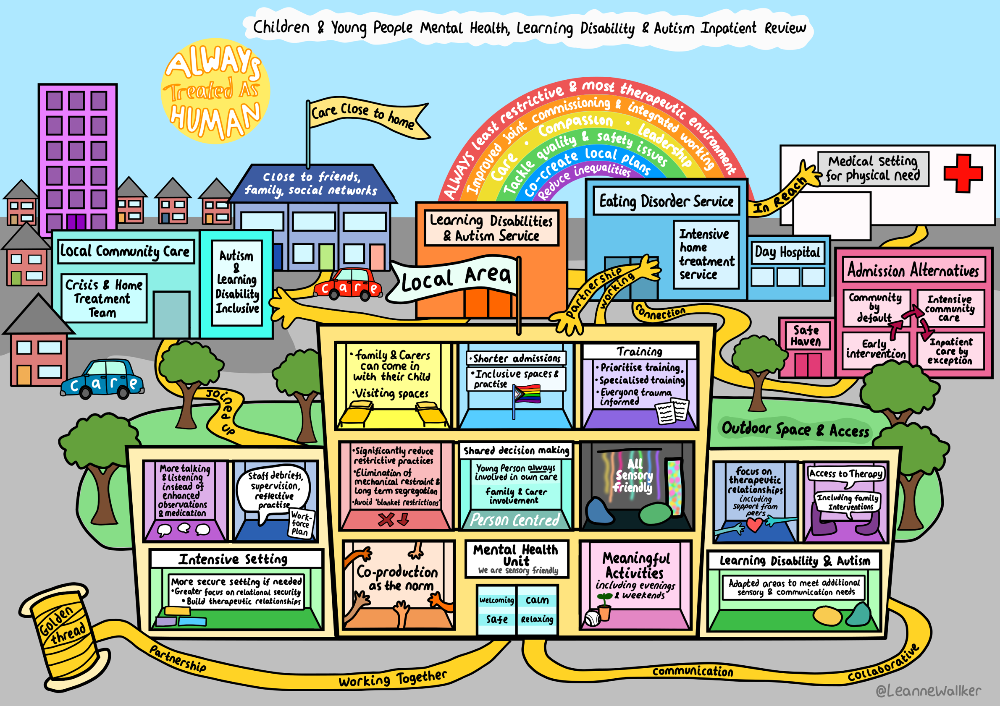 Children & Young People Mental Health, Learning Disability & Autism Inpatient Review
ALWAYS
Treated As
HUMAN
Care Close to home
Close to friends,
family, social networks
ALWAYS least restrictive & most therapeutic environment
Improved joint commissioning & integrated working
Care • Compassion • Leadership
Tackle quality & safety issues
Co-create local plans
Reduce inequalities
Medical Setting
for physical need
In Reach
Eating Disorder Service
Intensive
home
treatment
service
Day Hospital
Learning Disabilities
& Autism Service
Local Area
Local Community Care
Crisis & Home
Treatment
Team
Autism
&
Learning
Disability
Inclusive
care
care
Partnership
working
Connection
Admission Alternatives
Community
by
default
Intensive
community
care
Early
intervention
Inpatient
care by
exception
Safe
Haven
Joined up
• Family & Carers
can come in
with their child
• Visiting spaces
• Shorter admissions
• Inclusive spaces &
practise
Training
• Prioritise training.
• Specialised training
• Everyone trauma
informed
Outdoor Space & Access
• Significantly reduce
restrictive practices
• Elimination of
mechanical restraint &
long term segregation
• Avoid 'blanket restrictions'
Shared decision making
Young Person always
involved in own care
Family & Carer
involvement
Person Centred
All
Sensory
friendly
More talking
& listening
instead of
enhanced
observations
& medication
Staff debriefs,
supervision,
reflective
practise
Work-
force
Plan
Focus on
therapeutic
relationships
including
support from
peers
Access to Therapy
Including family
Interventions
Intensive Setting
More secure setting if needed
• Greater focus on relational security
• Build therapeutic relationships
Co-production
as the norm
Mental Health
Unit
We are sensory friendly
Welcoming
Calm
Safe
Relaxing
Meaningful
Activities
including evenings
& weekends
Learning Disability & Autism
Adapted areas to meet additional
sensory & communication needs
Golden
thread
Partnership
Working Together
Communication
Collaborative
@LeanneWallker